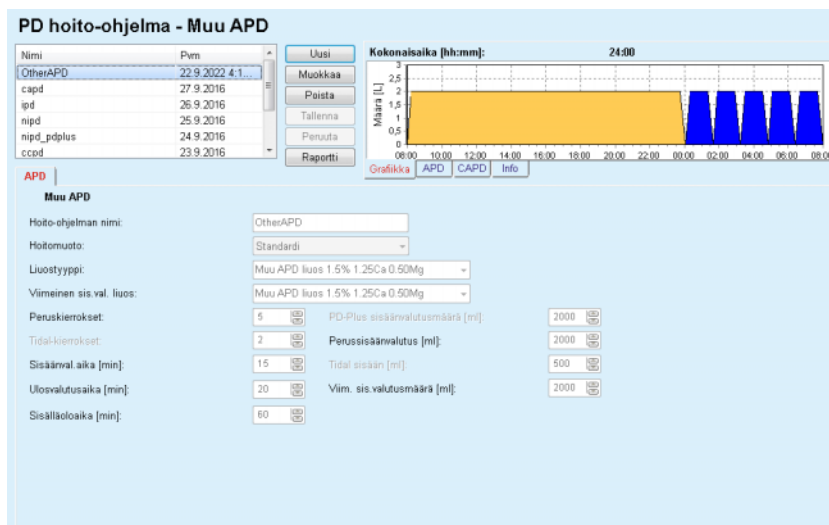 PD hoito-ohjelma - Muu APD
Nimi Pvm
OtherAPD 22.9.2022 4:1...
capd 27.9.2016
ipd 26.9.2016
nipd 25.9.2016
nipd_pdplus 24.9.2016
ccpd 23.9.2016
Uusi
Muokkaa
Poista
Tallenna
Peruuta
Raportti
Kokonaisaika [hh:mm]: 24:00
Määrä [L]
3
2,5
2
1,5
1
0,5
0
08:00 10:00 12:00 14:00 16:00 18:00 20:00 22:00 00:00 02:00 04:00 06:00 08:00
Grafiikka APD CAPD Info
APD
Muu APD
Hoito-ohjelman nimi: OtherAPD
Hoitomuoto: Standardi
Liuostyyppi: Muu APD liuos 1.5% 1.25Ca 0.50Mg
Viimeinen sis.val. liuos: Muu APD liuos 1.5% 1.25Ca 0.50Mg
Peruskierrokset: 5 PD-Plus sisäänvalutusmäärä [ml]: 2000
Tidal-kierrokset: 2 Perussisäänvalutus [ml]: 2000
Sisäänval.aika [min]: 15 Tidal sisään [ml]: 500
Ulosvalutusaika [min]: 20 Viim. sis.valutusmäärä [ml]: 2000
Sisälläoloaika [min]: 60